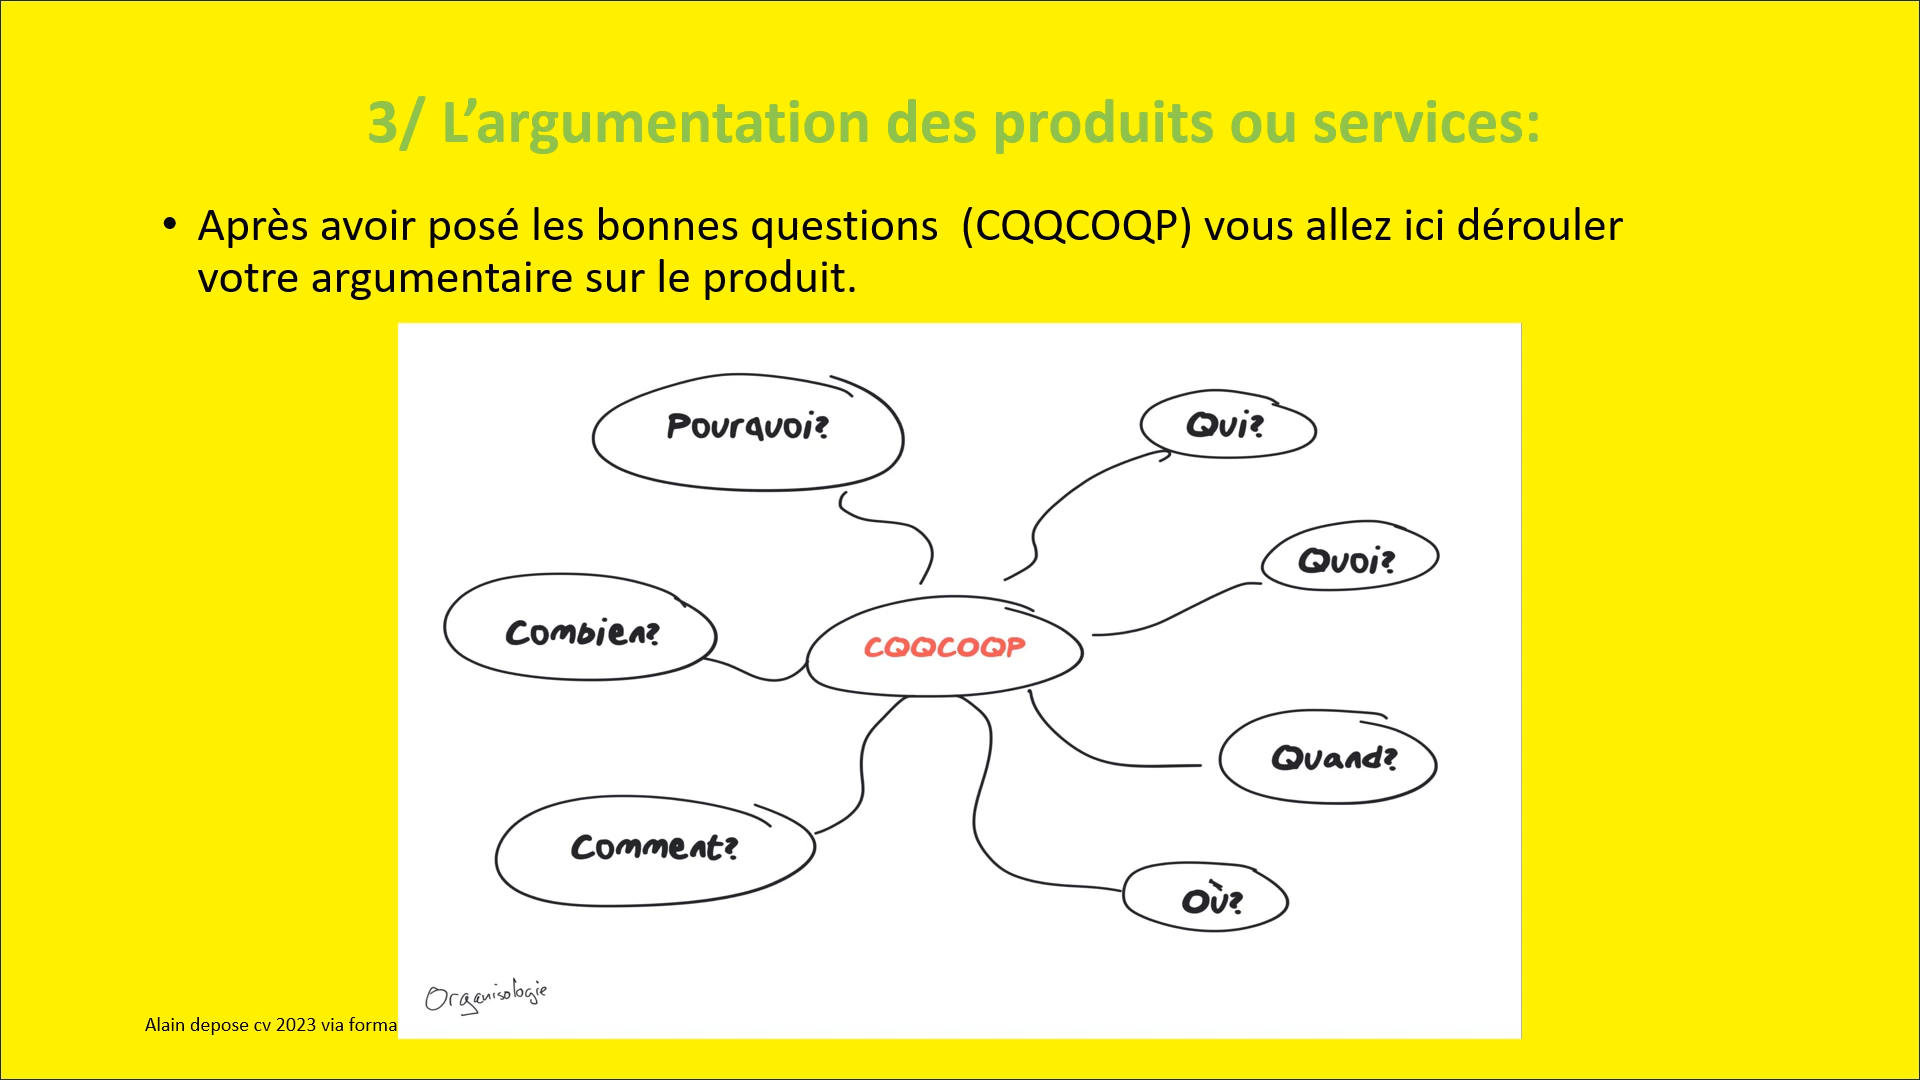 3/ L’argumentation des produits ou services:
• Après avoir posé les bonnes questions  (CQQCOQP) vous allez ici dérouler
votre argumentaire sur le produit.
Pourquoi?
Qui?
Quoi?
Combien?
CQQCOQP
Quand?
Comment?
Où?
Organisologie
Alain depose cv 2023 via forma